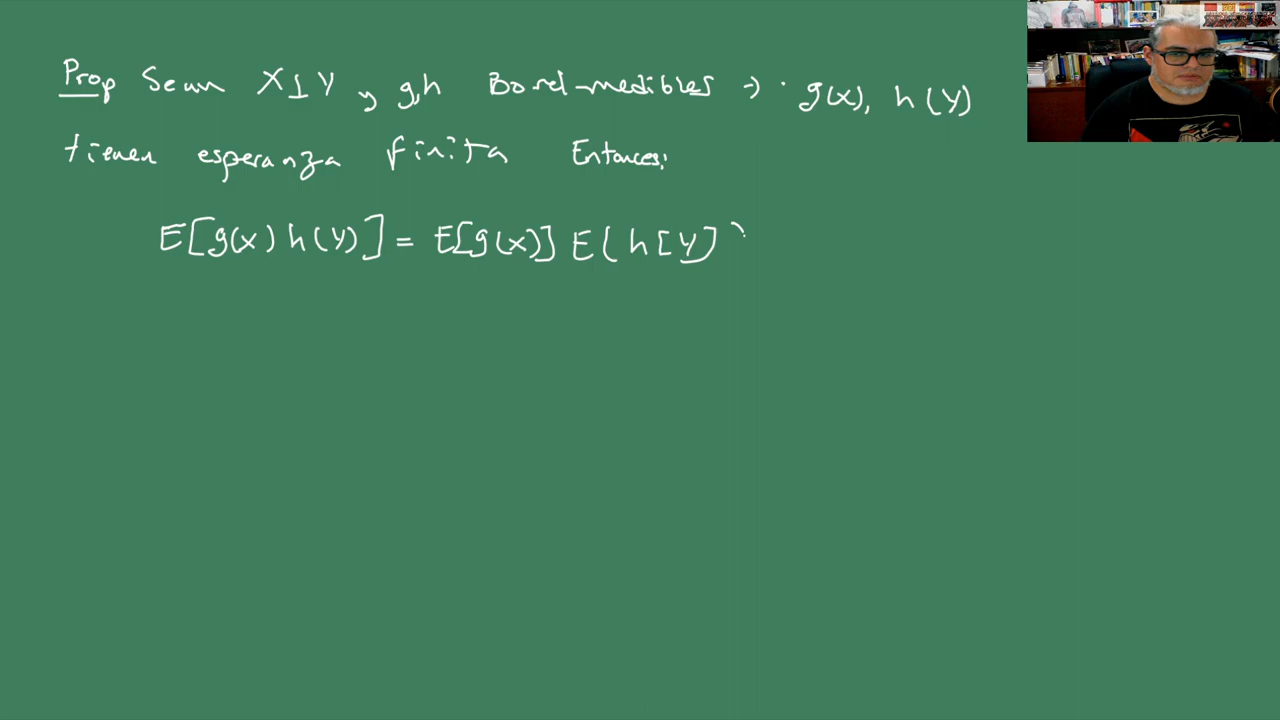 Prop Sean X⊥Y y g,h Borel-medibles ⇒· g(x), h(Y)
tienen esperanza finita Entonces:
E[g(x) h(Y)] = E[g(x)] E(h[Y])